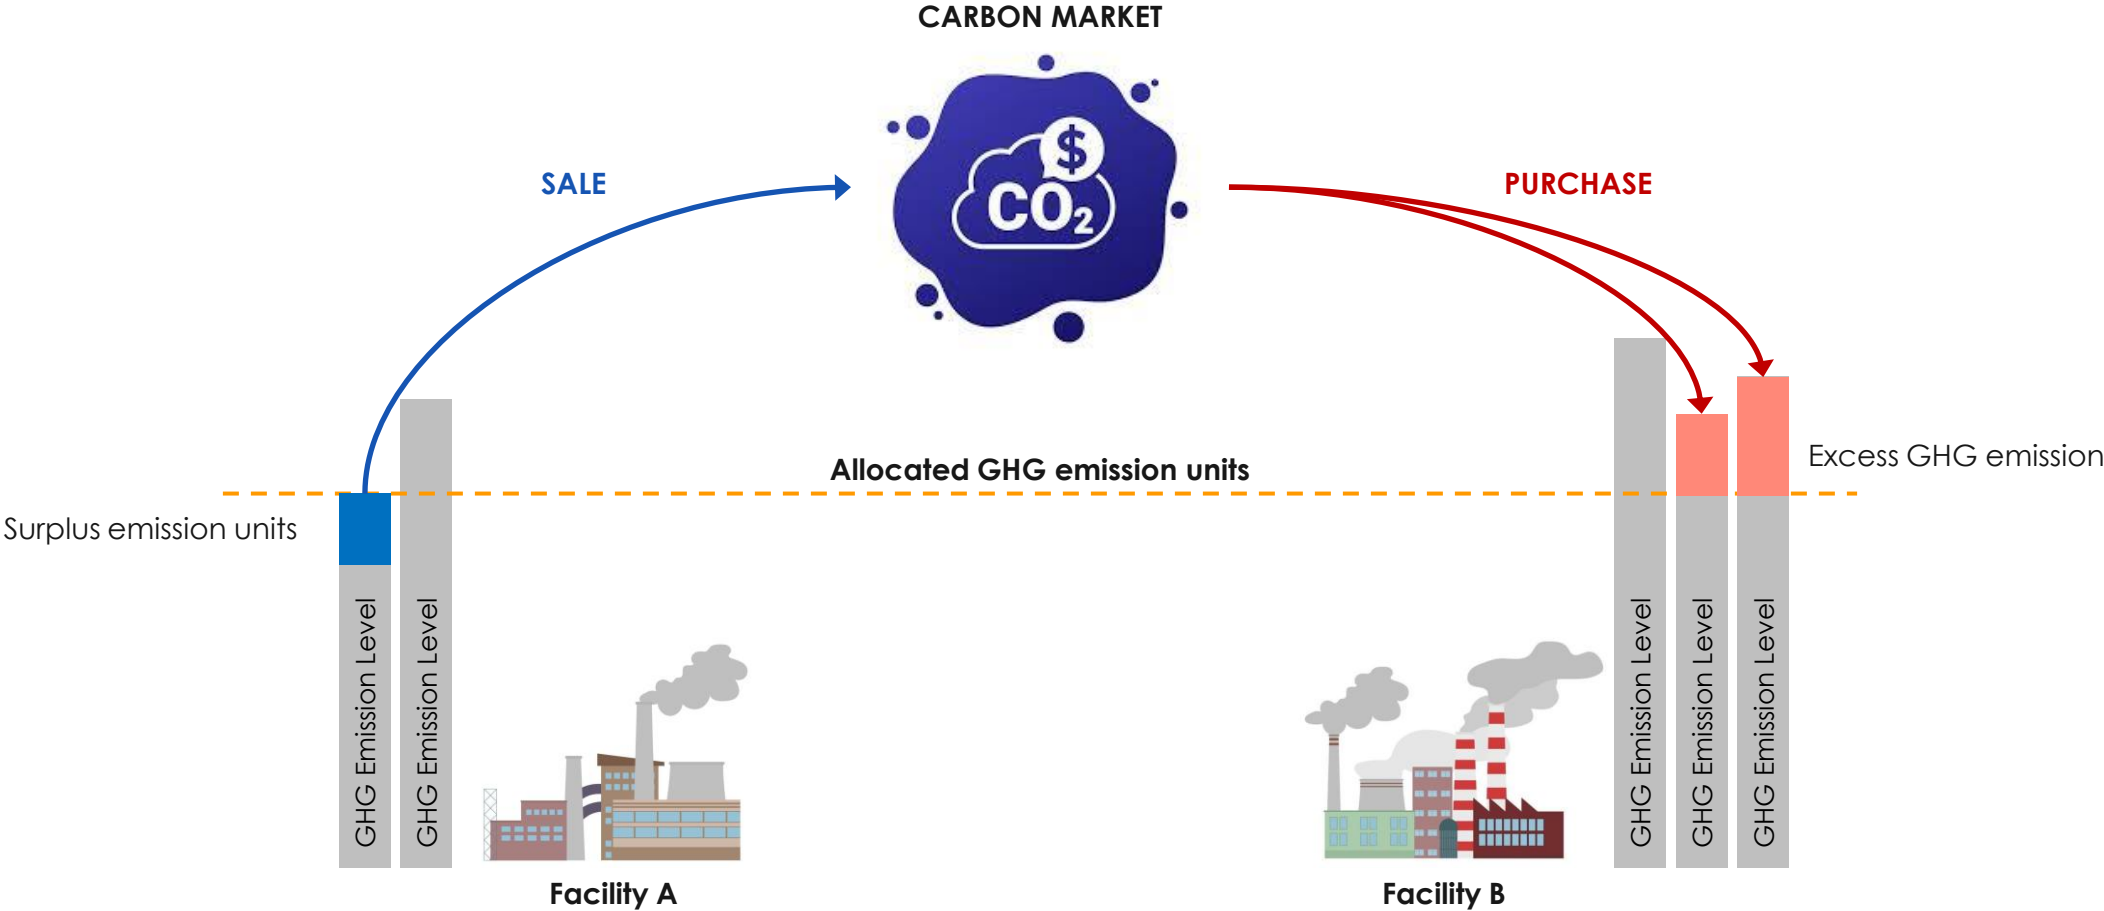 CARBON MARKET
$
CO₂
SALE
PURCHASE
Allocated GHG emission units
Excess GHG emission
Surplus emission units
GHG Emission Level
GHG Emission Level
GHG Emission Level
GHG Emission Level
GHG Emission Level
Facility A
Facility B